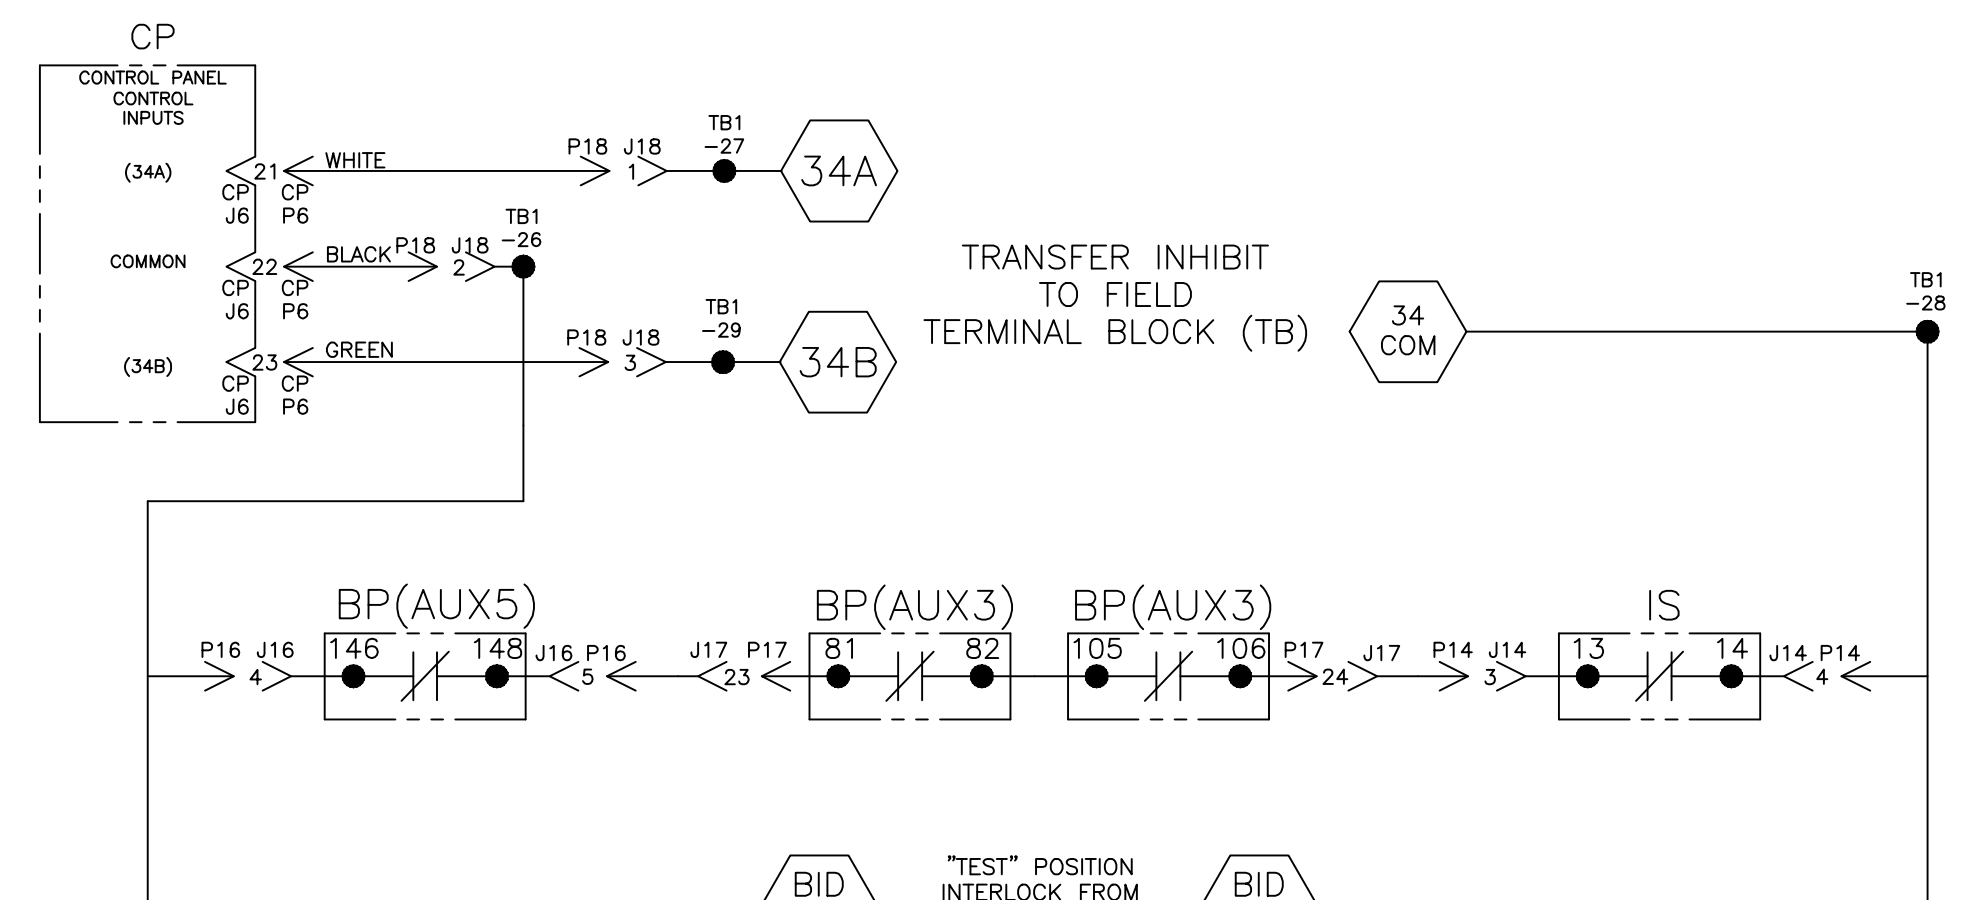 CP
CONTROL PANEL
CONTROL
INPUTS
(34A)
21
CP
J6
CP
P6
WHITE
P18
J18
1
TB1
-27
34A
COMMON
22
CP
J6
CP
P6
BLACK
P18
J18
2
TB1
-26
(34B)
23
CP
J6
CP
P6
GREEN
P18
J18
3
TB1
-29
34B
TRANSFER INHIBIT
TO FIELD
TERMINAL BLOCK (TB)
34
COM
TB1
-28
BP(AUX5)
BP(AUX3)
BP(AUX3)
IS
P16
J16
4
146
148
J16
P16
5
J17
P17
23
81
82
105
106
P17
J17
24
P14
J14
3
13
14
J14
P14
4
BID
"TEST" POSITION
INTERLOCK FROM
BID